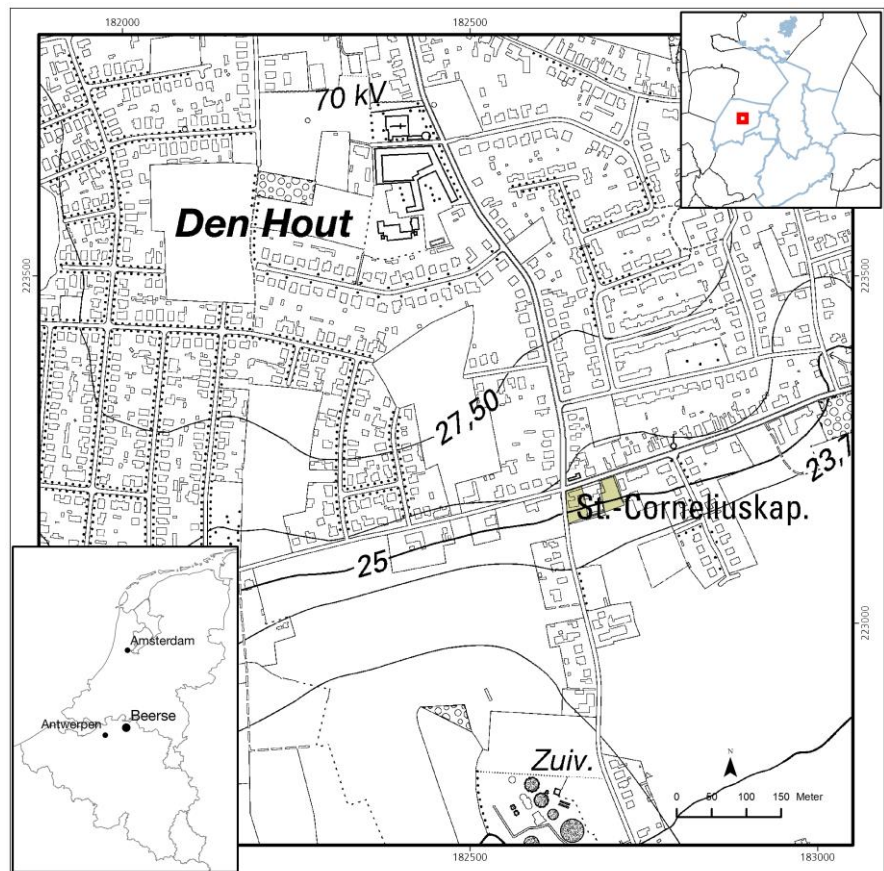 182000
182500
70 kV
Den Hout
223500
223500
27,50
23,7
St.-Corneliuskap.
25
223000
Amsterdam
Antwerpen
Beerse
Zuiv.
N
0 50 100 150 Meter
182500
183000